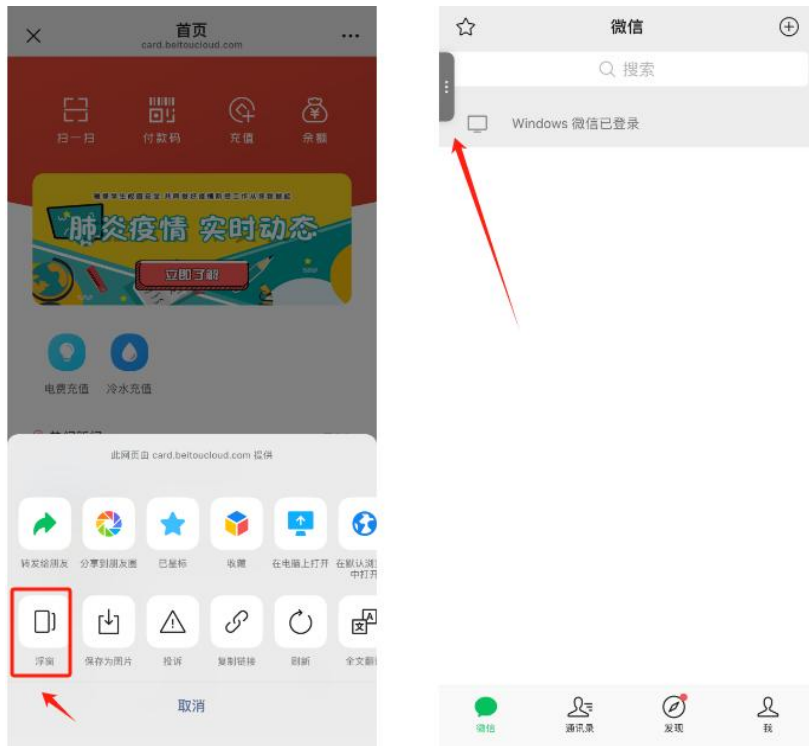 首页
card.beitoucloud.com
扫一扫
付款码
充值
余额
肺炎疫情 实时动态
立即了解
电费充值
冷水充值
此网页由 card.beitoucloud.com 提供
转发给朋友
分享到朋友圈
已星标
收藏
在电脑上打开
在默认浏
中打开
浮窗
保存为图片
投诉
复制链接
刷新
全文翻
取消
微信
搜索
Windows 微信已登录
微信
通讯录
发现
我